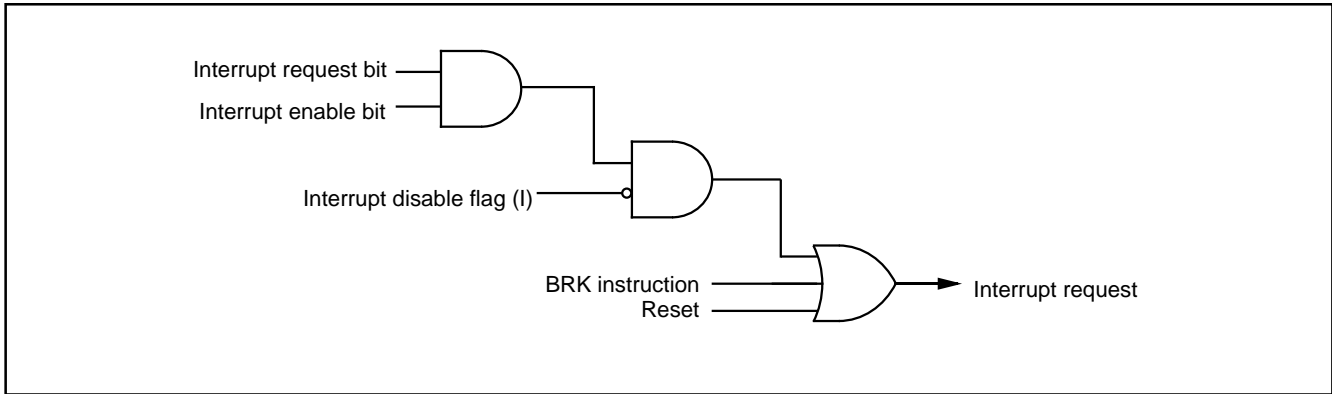 Interrupt request bit
Interrupt enable bit
Interrupt disable flag (I)
BRK instruction
Reset
Interrupt request